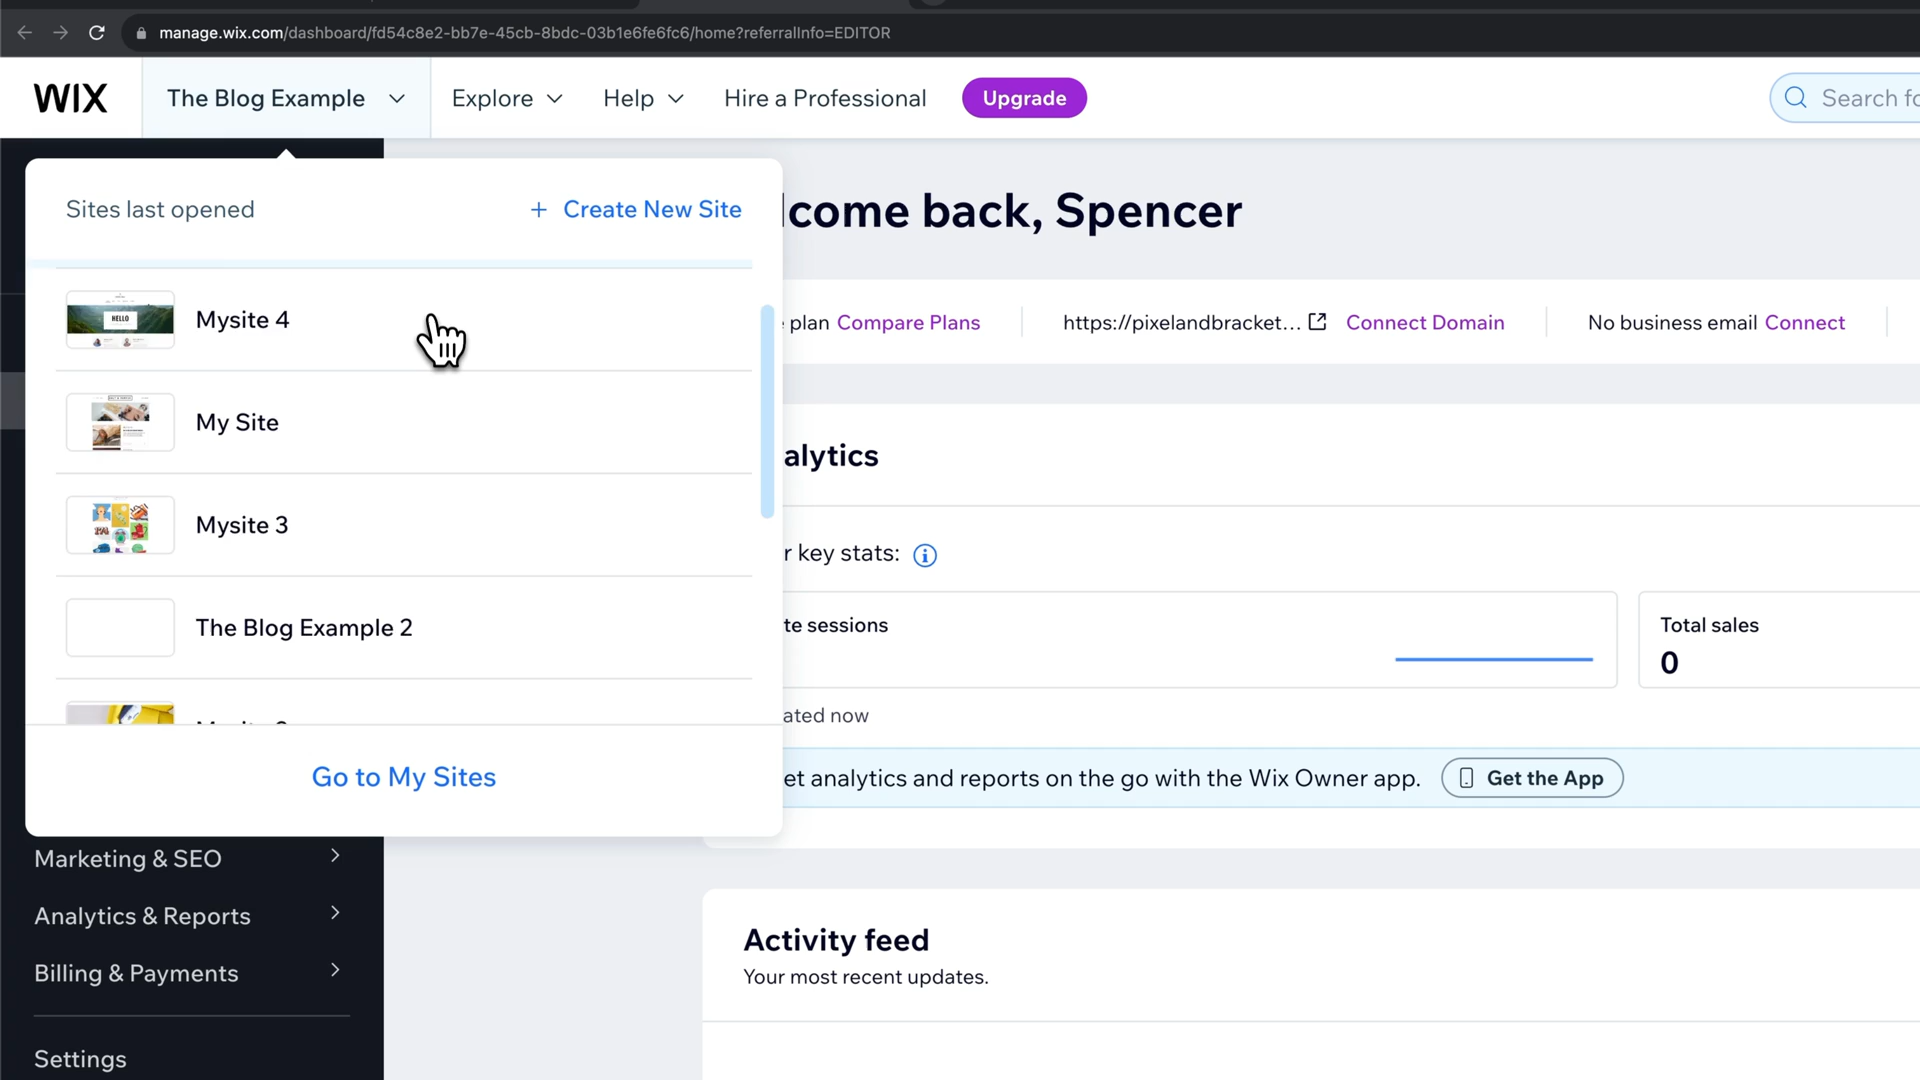 manage.wix.com/dashboard/fd54c8e2-bb7e-45cb-8bdc-03b1e6fe6fc6/home?referralInfo=EDITOR
WIX
The Blog Example
Explore
Help
Hire a Professional
Upgrade
Search fo
Sites last opened
+ Create New Site
Mysite 4
HELLO
My Site
Mysite 3
The Blog Example 2
Go to My Sites
come back, Spencer
plan Compare Plans
https://pixelandbracket...
Connect Domain
No business email Connect
alytics
r key stats:
te sessions
Total sales
0
ated now
et analytics and reports on the go with the Wix Owner app.
Get the App
Marketing & SEO
Analytics & Reports
Billing & Payments
Settings
Activity feed
Your most recent updates.